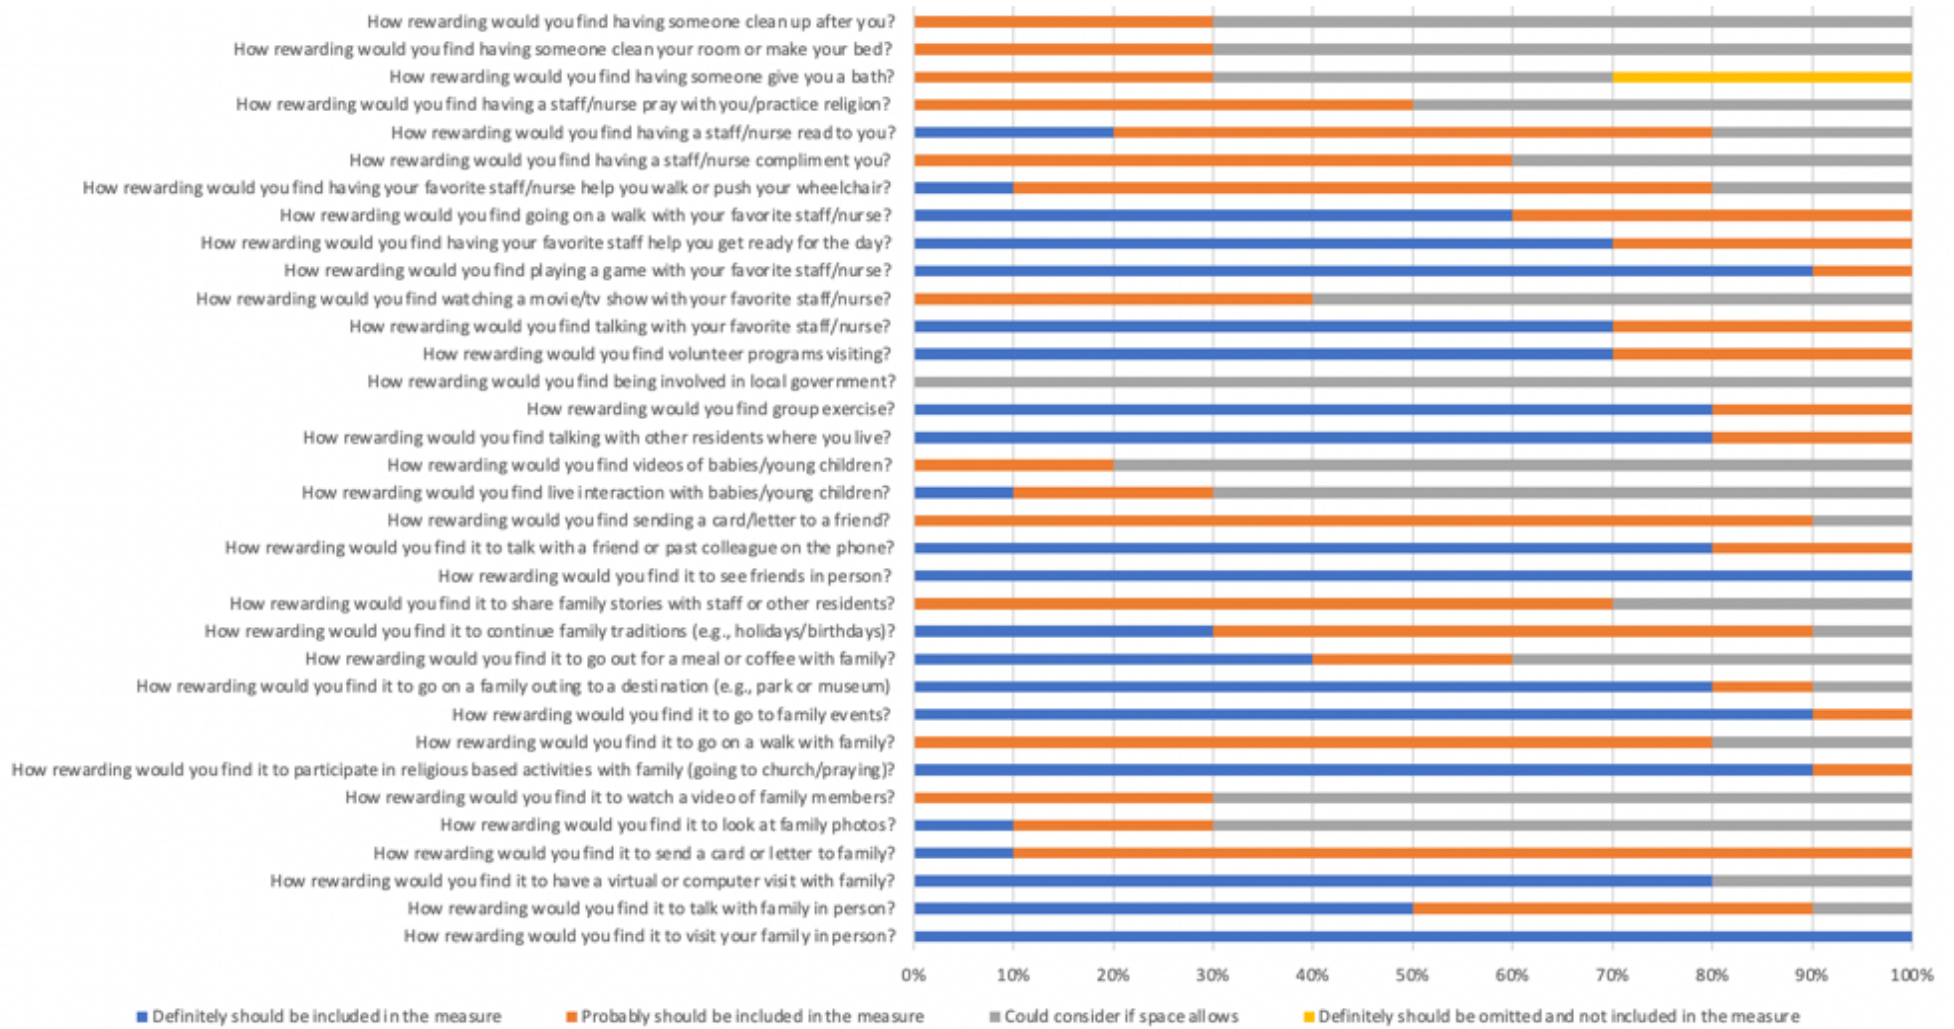 How rewarding would you find having someone clean up after you?
How rewarding would you find having someone clean your room or make your bed?
How rewarding would you find having someone give you a bath?
How rewarding would you find having a staff/nurse pray with you/practice religion?
How rewarding would you find having a staff/nurse read to you?
How rewarding would you find having a staff/nurse compliment you?
How rewarding would you find having your favorite staff/nurse help you walk or push your wheelchair?
How rewarding would you find going on a walk with your favorite staff/nurse?
How rewarding would you find having your favorite staff help you get ready for the day?
How rewarding would you find playing a game with your favorite staff/nurse?
How rewarding would you find watching a movie/tv show with your favorite staff/nurse?
How rewarding would you find talking with your favorite staff/nurse?
How rewarding would you find volunteer programs visiting?
How rewarding would you find being involved in local government?
How rewarding would you find group exercise?
How rewarding would you find talking with other residents where you live?
How rewarding would you find videos of babies/young children?
How rewarding would you find live interaction with babies/young children?
How rewarding would you find sending a card/letter to a friend?
How rewarding would you find it to talk with a friend or past colleague on the phone?
How rewarding would you find it to see friends in person?
How rewarding would you find it to share family stories with staff or other residents?
How rewarding would you find it to continue family traditions (e.g., holidays/birthdays)?
How rewarding would you find it to go out for a meal or coffee with family?
How rewarding would you find it to go on a family outing to a destination (e.g., park or museum)
How rewarding would you find it to go to family events?
How rewarding would you find it to go on a walk with family?
How rewarding would you find it to participate in religious based activities with family (going to church/praying)?
How rewarding would you find it to watch a video of family members?
How rewarding would you find it to look at family photos?
How rewarding would you find it to send a card or letter to family?
How rewarding would you find it to have a virtual or computer visit with family?
How rewarding would you find it to talk with family in person?
How rewarding would you find it to visit your family in person?
0% 10% 20% 30% 40% 50% 60% 70% 80% 90% 100%
Definitely should be included in the measure Probably should be included in the measure Could consider if space allows Definitely should be omitted and not included in the measure